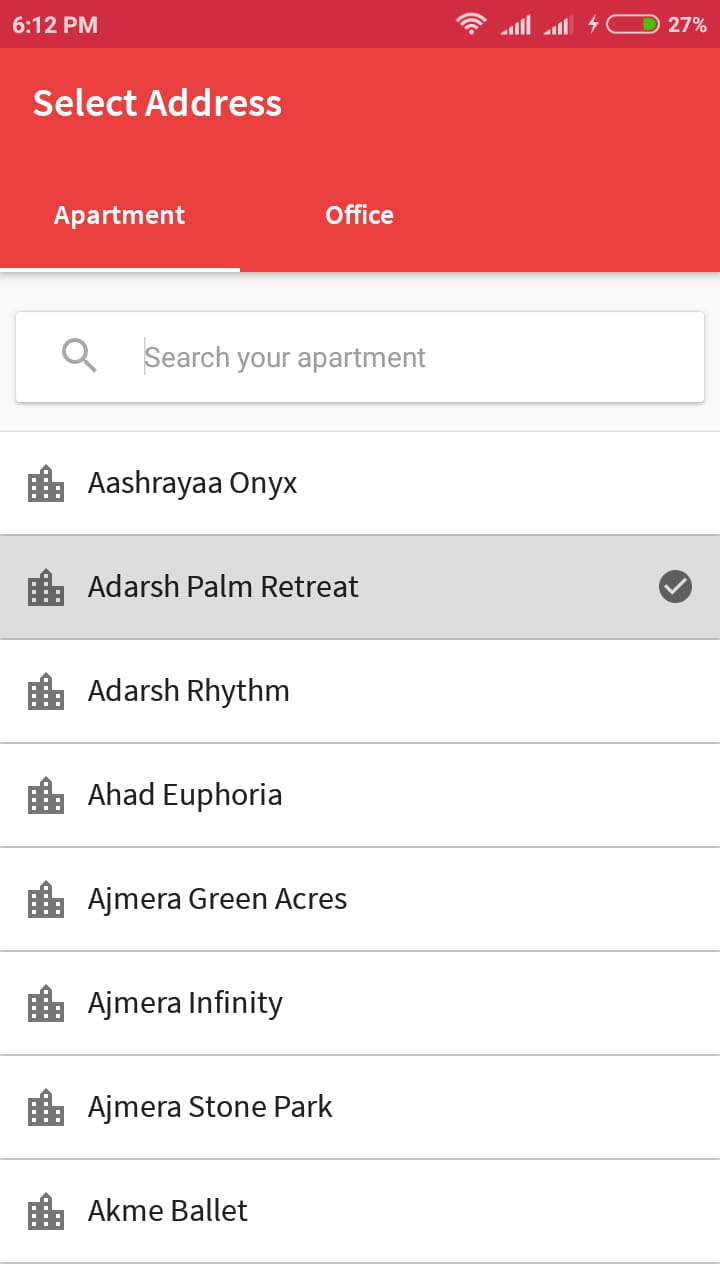 6:12 PM 27%
Select Address
Apartment Office
Search your apartment
Aashrayaa Onyx
Adarsh Palm Retreat
Adarsh Rhythm
Ahad Euphoria
Ajmera Green Acres
Ajmera Infinity
Ajmera Stone Park
Akme Ballet